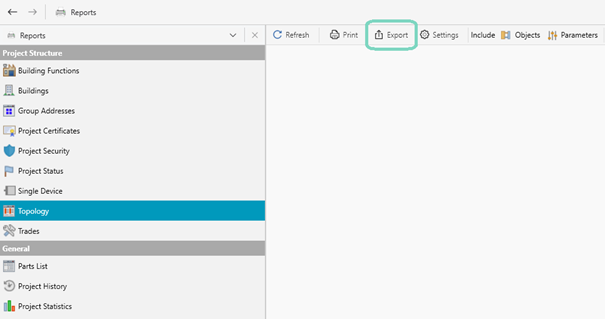 Reports
Reports
Refresh Print Export Settings Include Objects Parameters
Project Structure
Building Functions
Buildings
Group Addresses
Project Certificates
Project Security
Project Status
Single Device
Topology
Trades
General
Parts List
Project History
Project Statistics